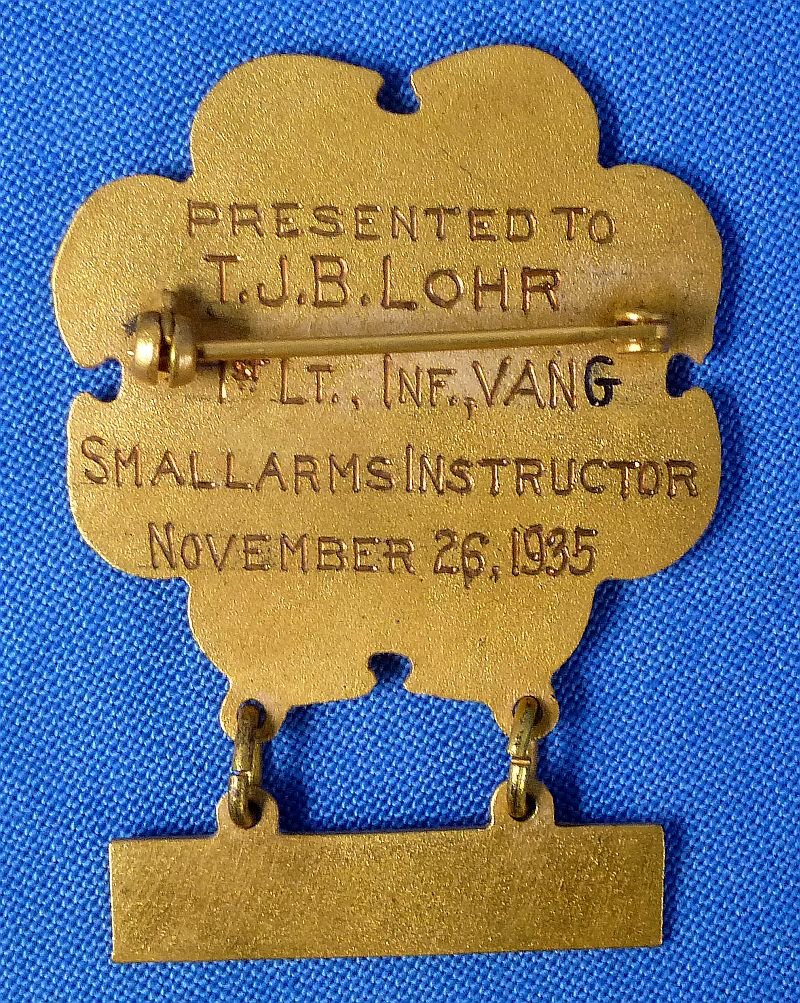 PRESENTED TO
T.J.B. LOHR
1st LT., INF., VANG
SMALLARMS INSTRUCTOR
NOVEMBER 26, 1935